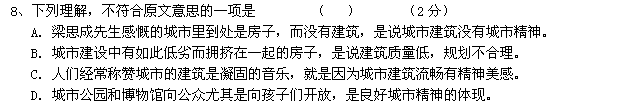 8、下列理解，不符合原文意思的一项是 （ ） （2分）
A. 梁思成先生感慨的城市里到处是房子，而没有建筑，是说城市建筑没有城市精神。
B. 城市建设中有如此低劣而拥挤在一起的房子，是说建筑质量低，规划不合理。
C. 人们经常称赞城市的建筑是凝固的音乐，就是因为城市建筑流畅有精神美感。
D. 城市公园和博物馆向公众尤其是向孩子们开放，是良好城市精神的体现。